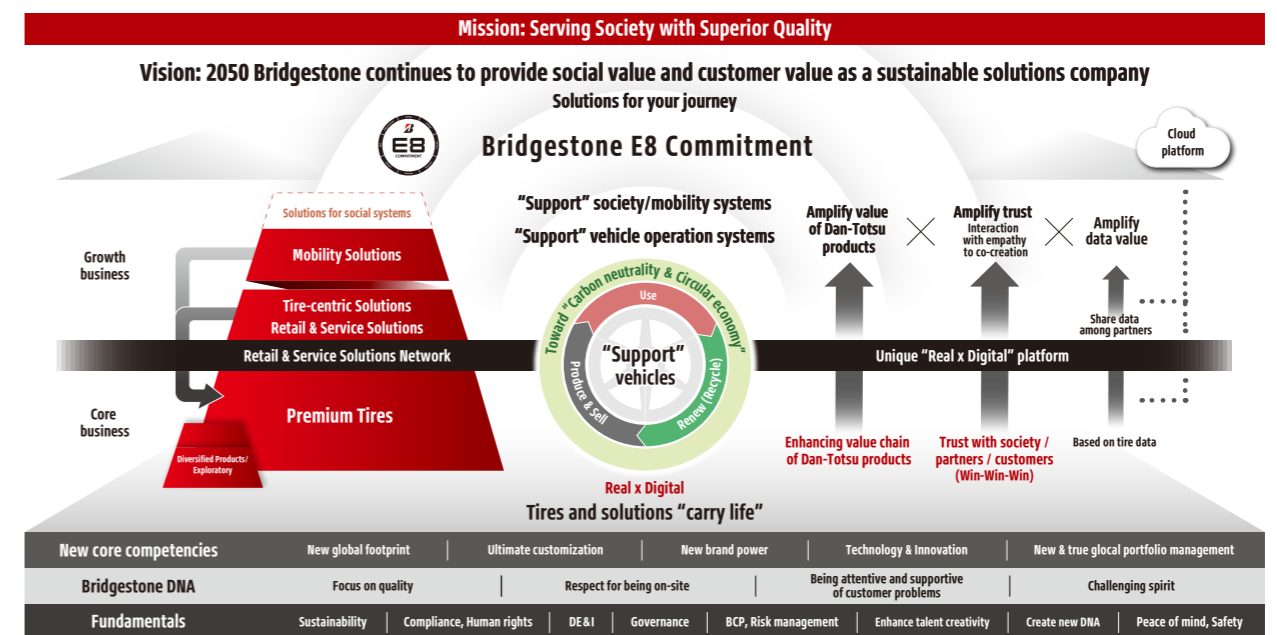 Mission: Serving Society with Superior Quality
Vision: 2050 Bridgestone continues to provide social value and customer value as a sustainable solutions company
Solutions for your journey
E8
COMMITMENT
Bridgestone E8 Commitment
Cloud
platform
Growth
business
Core
business
Solutions for social systems
Mobility Solutions
Tire-centric Solutions
Retail & Service Solutions
Retail & Service Solutions Network
Premium Tires
Diversified Products/
Exploratory
“Support” society/mobility systems
“Support” vehicle operation systems
Toward “Carbon neutrality & Circular economy”
Use
Produce & Sell
Renew (Recycle)
“Support”
vehicles
Real x Digital
Tires and solutions “carry life”
Amplify value
of Dan-Totsu
products
Amplify trust
Interaction
with empathy
to co-creation
Amplify
data value
Share data
among partners
Unique “Real x Digital” platform
Enhancing value chain
of Dan-Totsu products
Trust with society /
partners / customers
(Win-Win-Win)
Based on tire data
New core competencies
New global footprint
Ultimate customization
New brand power
Technology & Innovation
New & true glocal portfolio management
Bridgestone DNA
Focus on quality
Respect for being on-site
Being attentive and supportive
of customer problems
Challenging spirit
Fundamentals
Sustainability
Compliance, Human rights
DE&I
Governance
BCP, Risk management
Enhance talent creativity
Create new DNA
Peace of mind, Safety